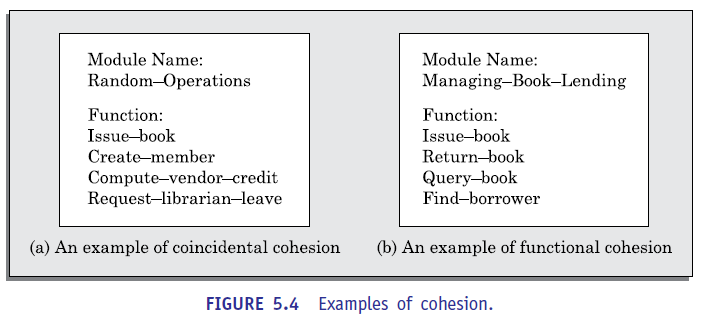 Module Name:
Random–Operations
Function:
Issue–book
Create–member
Compute–vendor–credit
Request–librarian–leave
(a) An example of coincidental cohesion
Module Name:
Managing–Book–Lending
Function:
Issue–book
Return–book
Query–book
Find–borrower
(b) An example of functional cohesion
FIGURE 5.4 Examples of cohesion.